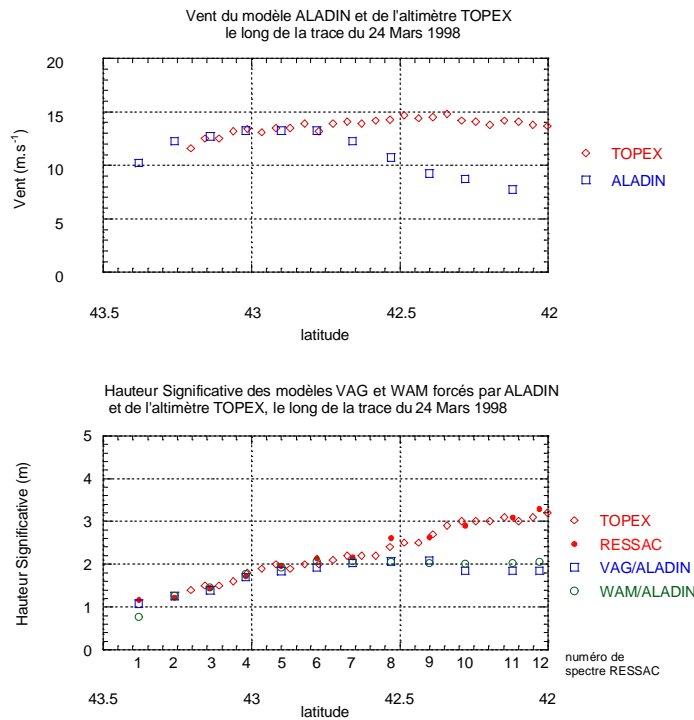 Vent du modèle ALADIN et de l'altimètre TOPEX
le long de la trace du 24 Mars 1998
20
15
10
5
0
Vent (m.s⁻¹)
43.5 43 42.5 42
latitude
TOPEX
ALADIN
Hauteur Significative des modèles VAG et WAM forcés par ALADIN
et de l'altimètre TOPEX, le long de la trace du 24 Mars 1998
5
4
3
2
1
0
Hauteur Significative (m)
1 2 3 4 5 6 7 8 9 10 11 12
numéro de
spectre RESSAC
43.5 43 42.5 42
latitude
TOPEX
RESSAC
VAG/ALADIN
WAM/ALADIN